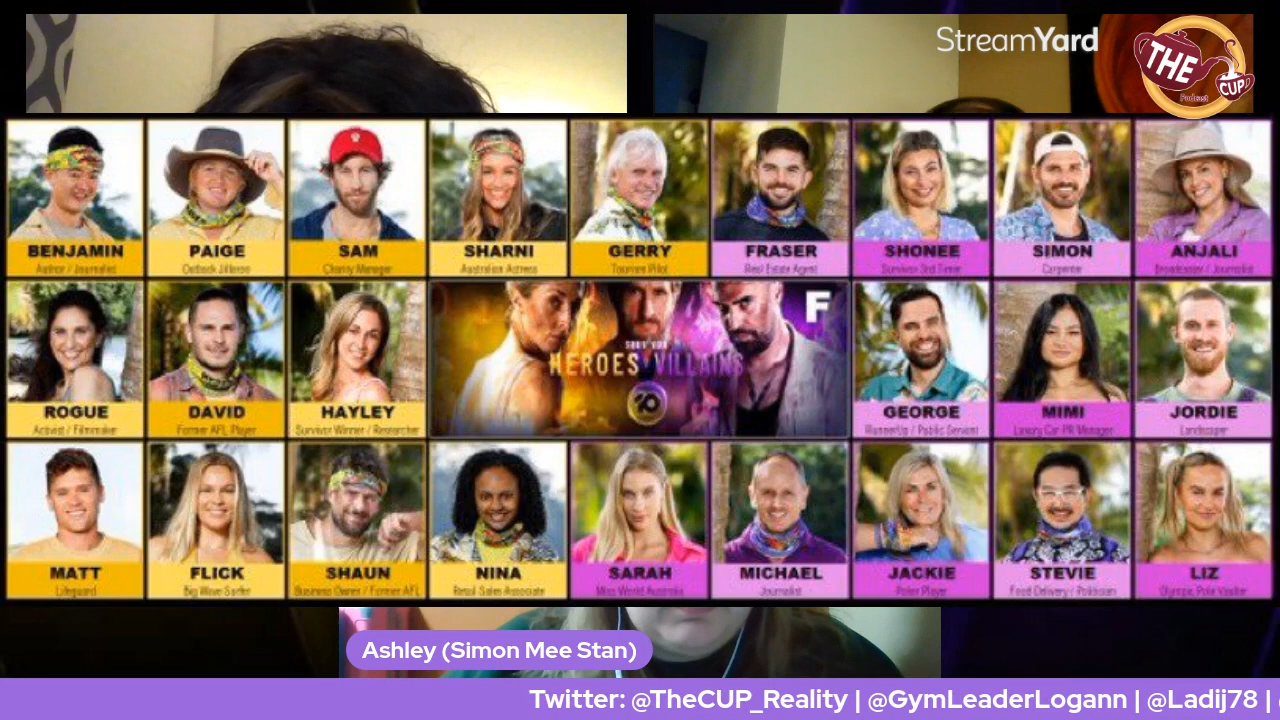 StreamYard
THE
CUP
Podcast
BENJAMIN
Author / Journalist
PAIGE
Outback Jilleroo
SAM
Charity Manager
SHARNI
Australian Actress
GERRY
Tourism Pilot
FRASER
Real Estate Agent
SHONEE
Survivor 3rd Timer
SIMON
Carpenter
ANJALI
Broadcaster / Journalist
ROGUE
Activist / Filmmaker
DAVID
Former AFL Player
HAYLEY
Survivor Winner / Researcher
SURVIVOR
HEROES V VILLAINS
10
F
GEORGE
RunnerUp / Public Servant
MIMI
Luxury Car PR Manager
JORDIE
Landscaper
MATT
Lifeguard
FLICK
Big Wave Surfer
SHAUN
Business Owner / Former AFL
NINA
Retail Sales Associate
SARAH
Miss World Australia
MICHAEL
Journalist
JACKIE
Poker Player
STEVIE
Food Delivery / Politician
LIZ
Olympic Pole Vaulter
Ashley (Simon Mee Stan)
Twitter: @TheCUP_Reality | @GymLeaderLogann | @Ladij78 |